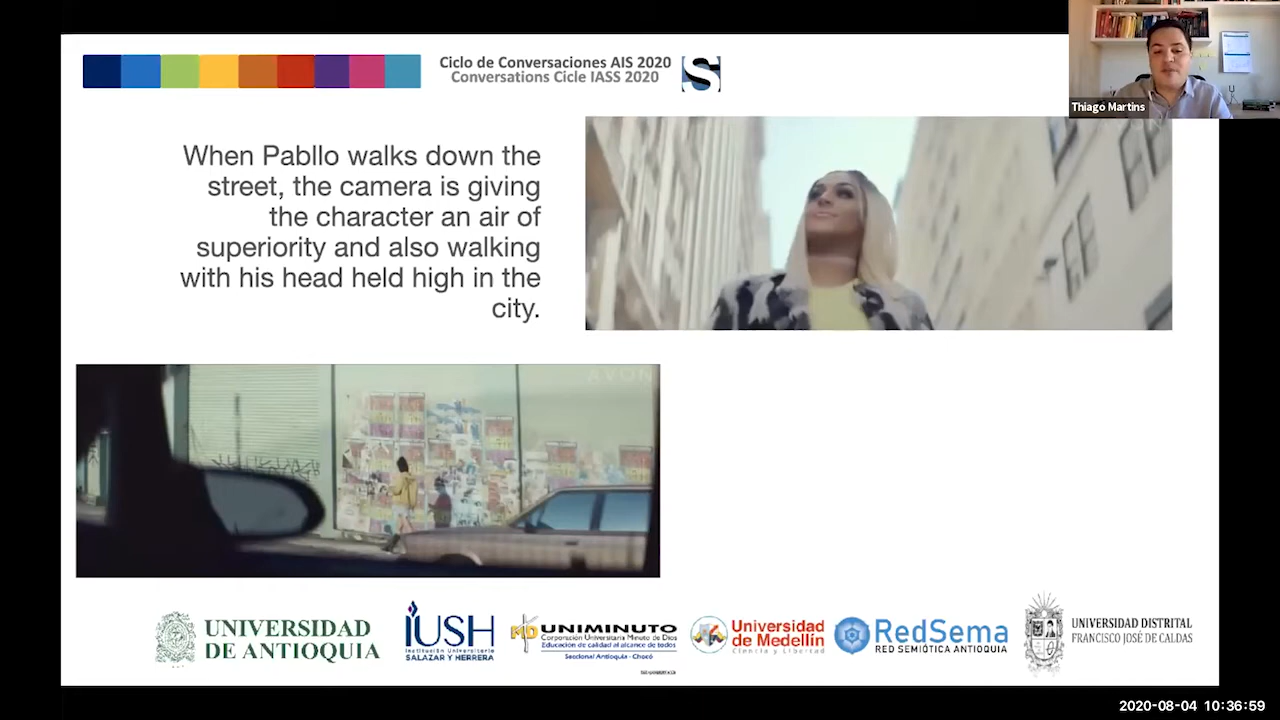 Ciclo de Conversaciones AIS 2020
Conversations Cicle IASS 2020
S
Thiago Martins
When Pabllo walks down the
street, the camera is giving
the character an air of
superiority and also walking
with his head held high in the
city.
AVON
UNIVERSIDAD
DE ANTIOQUIA
IUSH
Institución Universitaria
SALAZAR Y HERRERA
MD UNIMINUTO
Corporación Universitaria Minuto de Dios
Educación de calidad al alcance de todos
Seccional Antioquia - Chocó
Universidad
de Medellín
Ciencia y Libertad
RedSema
RED SEMIÓTICA ANTIOQUIA
UNIVERSIDAD DISTRITAL
FRANCISCO JOSÉ DE CALDAS
2020-08-04 10:36:59